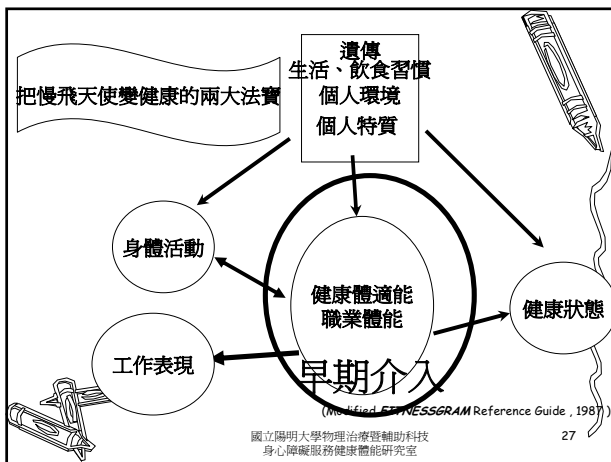 把慢飛天使變健康的兩大法寶
遺傳
生活、飲食習慣
個人環境
個人特質
身體活動
健康體適能
職業體能
健康狀態
工作表現
早期介入
(Modified FITNESSGRAM Reference Guide , 1987 )
國立陽明大學物理治療暨輔助科技
身心障礙服務健康體能研究室
27